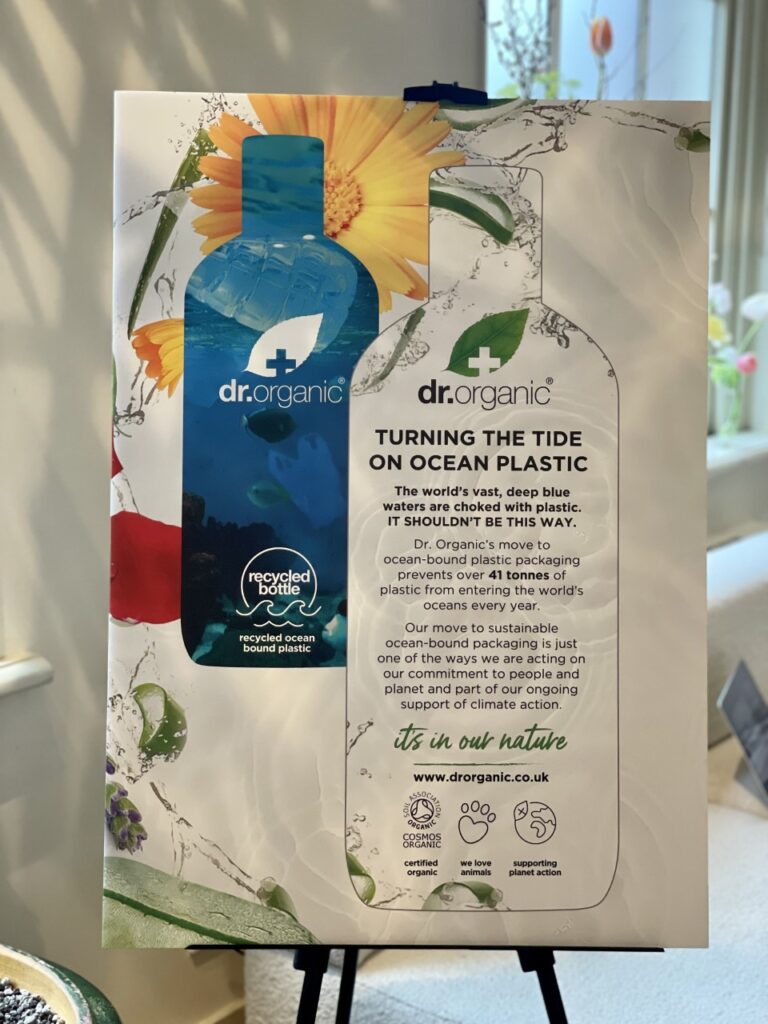 dr.organic®
recycled
bottle
recycled ocean
bound plastic
dr.organic®
TURNING THE TIDE
ON OCEAN PLASTIC
The world's vast, deep blue
waters are choked with plastic.
IT SHOULDN'T BE THIS WAY.
Dr. Organic's move to
ocean-bound plastic packaging
prevents over 41 tonnes of
plastic from entering the world's
oceans every year.
Our move to sustainable
ocean-bound packaging is just
one of the ways we are acting on
our commitment to people and
planet and part of our ongoing
support of climate action.
it's in our nature
www.drorganic.co.uk
SOIL ASSOCIATION
ORGANIC
COSMOS
ORGANIC
certified
organic
we love
animals
supporting
planet action